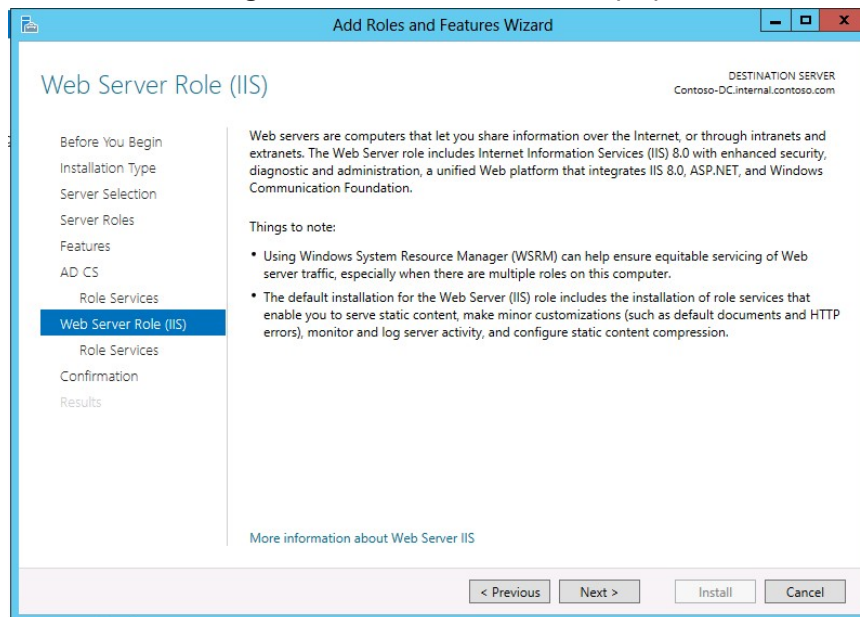 Add Roles and Features Wizard
Web Server Role (IIS)
DESTINATION SERVER
Contoso-DC.internal.contoso.com
Before You Begin
Installation Type
Server Selection
Server Roles
Features
AD CS
Role Services
Web Server Role (IIS)
Role Services
Confirmation
Results
Web servers are computers that let you share information over the Internet, or through intranets and
extranets. The Web Server role includes Internet Information Services (IIS) 8.0 with enhanced security,
diagnostic and administration, a unified Web platform that integrates IIS 8.0, ASP.NET, and Windows
Communication Foundation.
Things to note:
• Using Windows System Resource Manager (WSRM) can help ensure equitable servicing of Web
server traffic, especially when there are multiple roles on this computer.
• The default installation for the Web Server (IIS) role includes the installation of role services that
enable you to serve static content, make minor customizations (such as default documents and HTTP
errors), monitor and log server activity, and configure static content compression.
More information about Web Server IIS
< Previous Next > Install Cancel